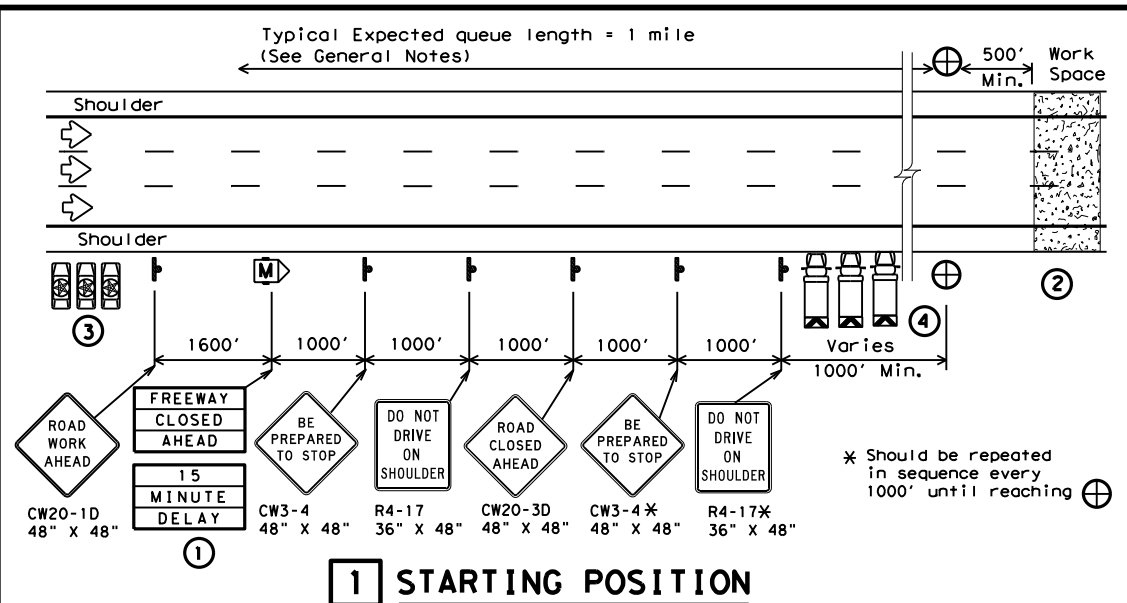 Typical Expected queue length = 1 mile
(See General Notes)
500'
Min.
Work
Space
Shoulder
Shoulder
M
3
4
2
1600'
1000'
1000'
1000'
1000'
1000'
Varies
1000' Min.
ROAD
WORK
AHEAD
CW20-1D
48" X 48"
FREEWAY
CLOSED
AHEAD
15
MINUTE
DELAY
1
BE
PREPARED
TO STOP
CW3-4
48" X 48"
DO NOT
DRIVE
ON
SHOULDER
R4-17
36" X 48"
ROAD
CLOSED
AHEAD
CW20-3D
48" X 48"
BE
PREPARED
TO STOP
CW3-4*
48" X 48"
DO NOT
DRIVE
ON
SHOULDER
R4-17*
36" X 48"
* Should be repeated
in sequence every
1000' until reaching
1 STARTING POSITION